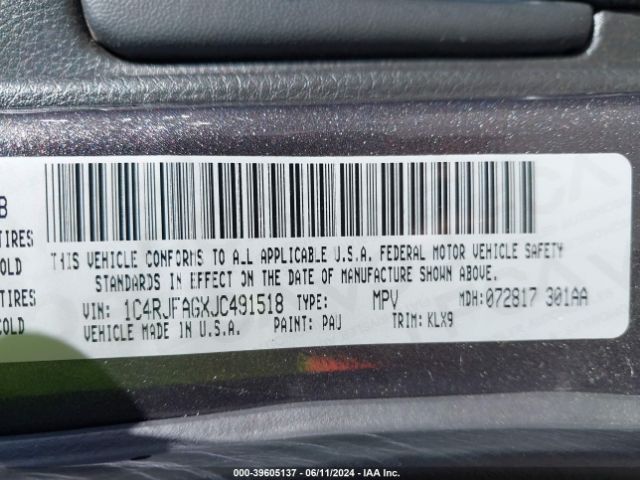 B
TIRES
COLD
TIRES
COLD
THIS VEHICLE CONFORMS TO ALL APPLICABLE U.S.A. FEDERAL MOTOR VEHICLE SAFETY
STANDARDS IN EFFECT ON THE DATE OF MANUFACTURE SHOWN ABOVE.
VIN: 1C4RJFAGXJC491518 TYPE: MPV MDH:072817 301AA
VEHICLE MADE IN U.S.A. PAINT: PAU TRIM: KLX9
000-39605137 - 06/11/2024 - IAA Inc.